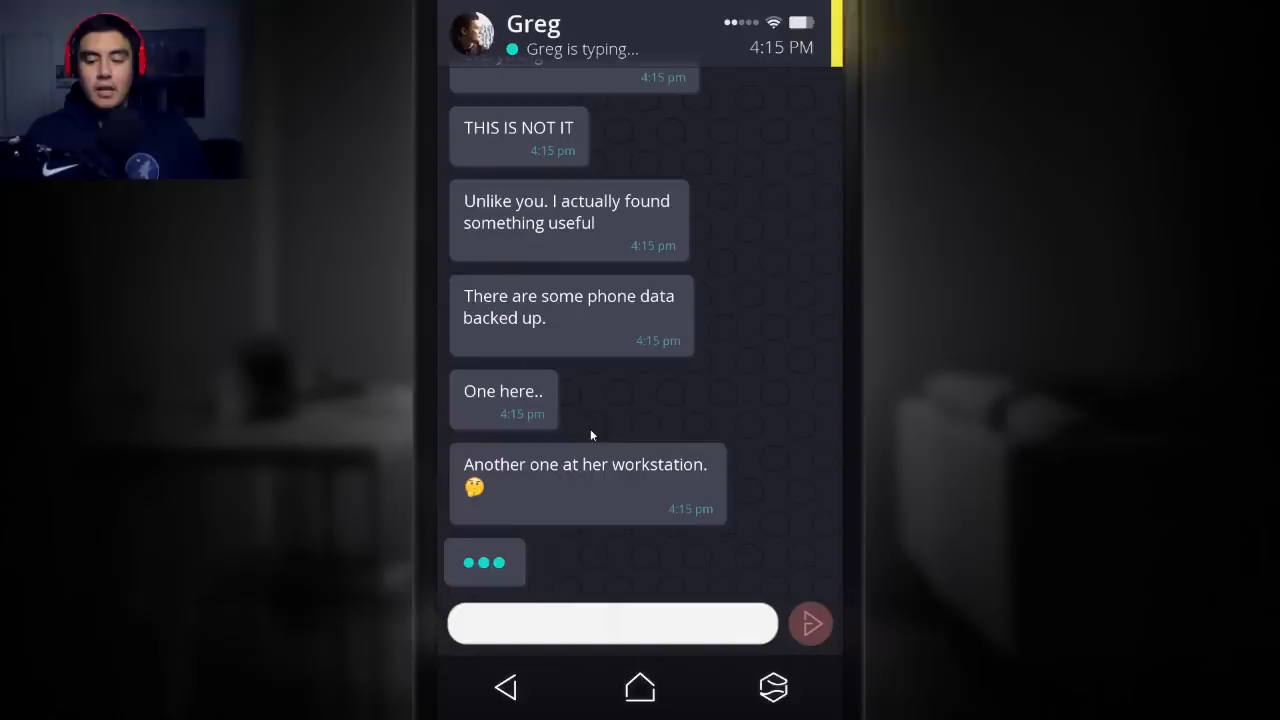 Greg
Greg is typing...
4:15 PM
4:15 pm
THIS IS NOT IT
4:15 pm
Unlike you. I actually found
something useful
4:15 pm
There are some phone data
backed up.
4:15 pm
One here..
4:15 pm
Another one at her workstation.
🤔
4:15 pm